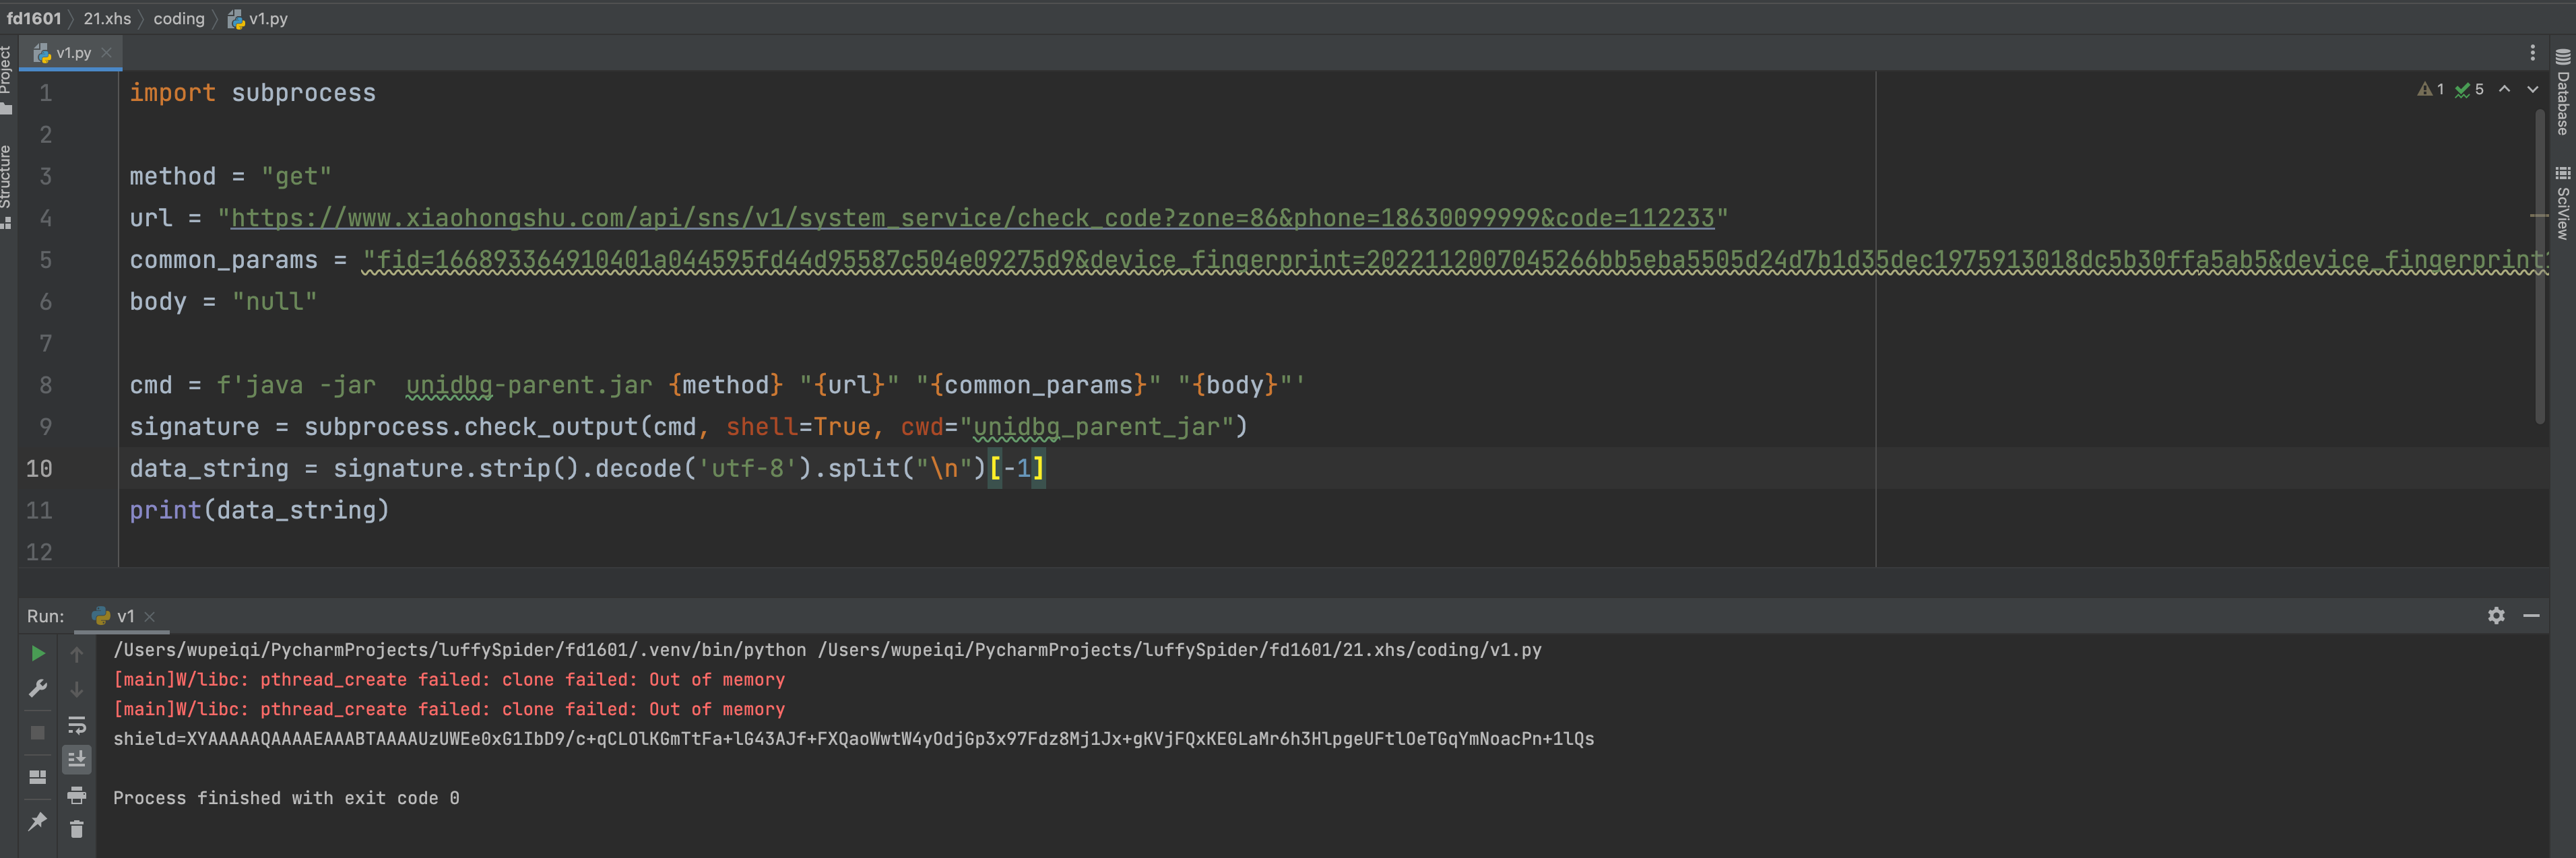 fd1601 21.xhs coding v1.py
v1.py
Project
Structure
Database
SciView
1 5
1 import subprocess
2
3 method = "get"
4 url = "https://www.xiaohongshu.com/api/sns/v1/system_service/check_code?zone=86&phone=18630099999&code=112233"
5 common_params = "fid=166893364910401a044595fd44d95587c504e09275d9&device_fingerprint=2022112007045266bb5eba5505d24d7b1d35dec1975913018dc5b30ffa5ab5&device_fingerprint
6 body = "null"
7
8 cmd = f'java -jar  unidbg-parent.jar {method} "{url}" "{common_params}" "{body}"'
9 signature = subprocess.check_output(cmd, shell=True, cwd="unidbg_parent_jar")
10 data_string = signature.strip().decode('utf-8').split("\n")[-1]
11 print(data_string)
12
Run: v1
/Users/wupeiqi/PycharmProjects/luffySpider/fd1601/.venv/bin/python /Users/wupeiqi/PycharmProjects/luffySpider/fd1601/21.xhs/coding/v1.py
[main]W/libc: pthread_create failed: clone failed: Out of memory
[main]W/libc: pthread_create failed: clone failed: Out of memory
shield=XYAAAAAQAAAAEAAABTAAAAUzUWEe0xG1IbD9/c+qCLOlKGmTtFa+lG43AJf+FXQaoWwtW4yOdjGp3x97Fdz8Mj1Jx+gKVjFQxKEGLaMr6h3HlpgeUFtlOeTGqYmNoacPn+1lQs
Process finished with exit code 0